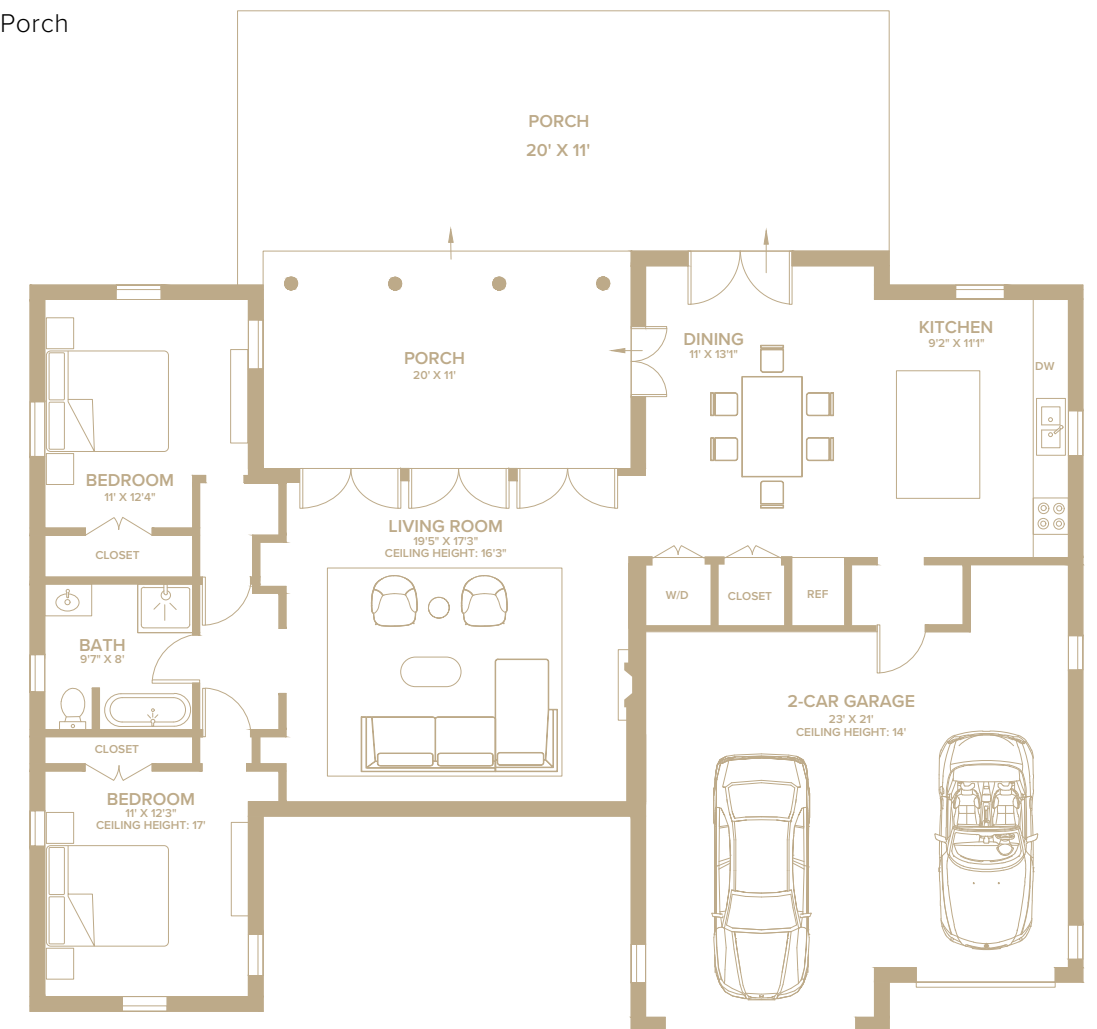 Porch
PORCH
20' X 11'
PORCH
20' X 11'
DINING
11' X 13'1"
KITCHEN
9'2" X 11'1"
DW
BEDROOM
11' X 12'4"
CLOSET
LIVING ROOM
19'5" X 17'3"
CEILING HEIGHT: 16'3"
W/D
CLOSET
REF
BATH
9'7" X 8'
2-CAR GARAGE
23' X 21'
CEILING HEIGHT: 14'
CLOSET
BEDROOM
11' X 12'3"
CEILING HEIGHT: 17'